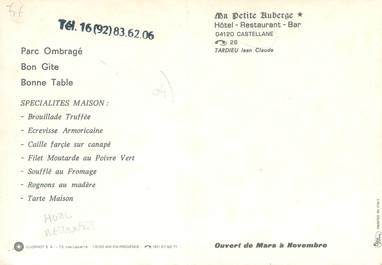 Tél. 16 (92) 83.62.06
Parc Ombragé
Bon Gite
Bonne Table
SPECIALITES MAISON :
- Brouillade Truffée
- Ecrevisse Armoricaine
- Caille farçie sur canapé
- Filet Moutarde au Poivre Vert
- Soufflé au Fromage
- Rognons au madère
- Tarte Maison
HOTEL
RESTAURANT
Ma Petite Auberge ★
Hôtel - Restaurant - Bar
04120 CASTELLANE
28
TARDIEU Jean Claude
Ouvert de Mars à Novembre